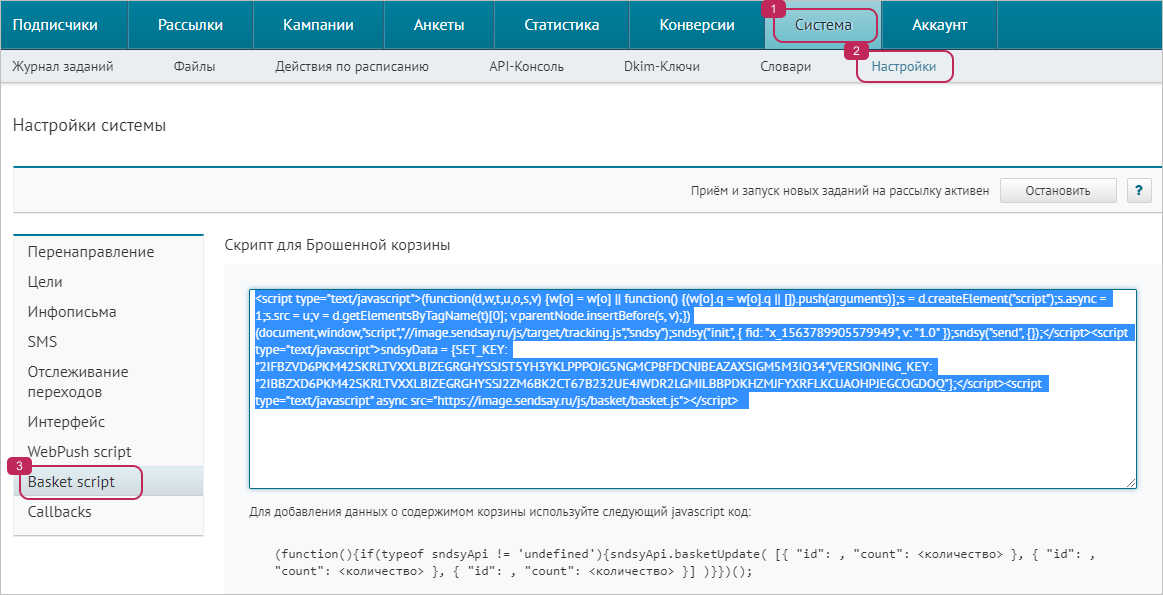 Подписчики Рассылки Кампании Анкеты Статистика Конверсии 1 Система Аккаунт
Журнал заданий Файлы Действия по расписанию API-Консоль Dkim-Ключи Словари 2 Настройки
Настройки системы
Приём и запуск новых заданий на рассылку активен Остановить ?
Перенаправление
Цели
Инфописьма
SMS
Отслеживание
переходов
Интерфейс
WebPush script
3 Basket script
Callbacks
Скрипт для Брошенной корзины
<script type="text/javascript">(function(d,w,t,u,o,s,v) {w[o] = w[o] || function() {(w[o].q = w[o].q || []).push(arguments)};s = d.createElement("script");s.async =
1;s.src = u;v = d.getElementsByTagName(t)[0]; v.parentNode.insertBefore(s, v);})
(document,window,"script","//image.sendsay.ru/js/target/tracking.js","sndsy");sndsy("init", { fid: "x_1563789905579949", v: "1.0" });sndsy("send", {});</script><script
type="text/javascript">sndsyData = {SET_KEY:
"2IFBZVD6PKM42SKRLTVXXLBIZEGRGHYSSJST5YH3YKLPPPOJG5NGMCPBFDCNJBEAZAXSIGM5M3IO34",VERSIONING_KEY:
"2IBBZXD6PKM42SKRLTVXXLBIZEGRGHYSSJ2ZM6BK2CT67B232UE4JWDR2LGMILBBPDKHZMJFYXRFLKCUAOHPJEGCOGDOQ"};</script><script
type="text/javascript" async src="https://image.sendsay.ru/js/basket/basket.js"></script>
Для добавления данных о содержимом корзины используйте следующий javascript код:
(function(){if(typeof sndsyApi != 'undefined'){sndsyApi.basketUpdate( [{ "id": , "count": <количество> }, { "id": ,
"count": <количество> }, { "id": , "count": <количество> }] )}})();